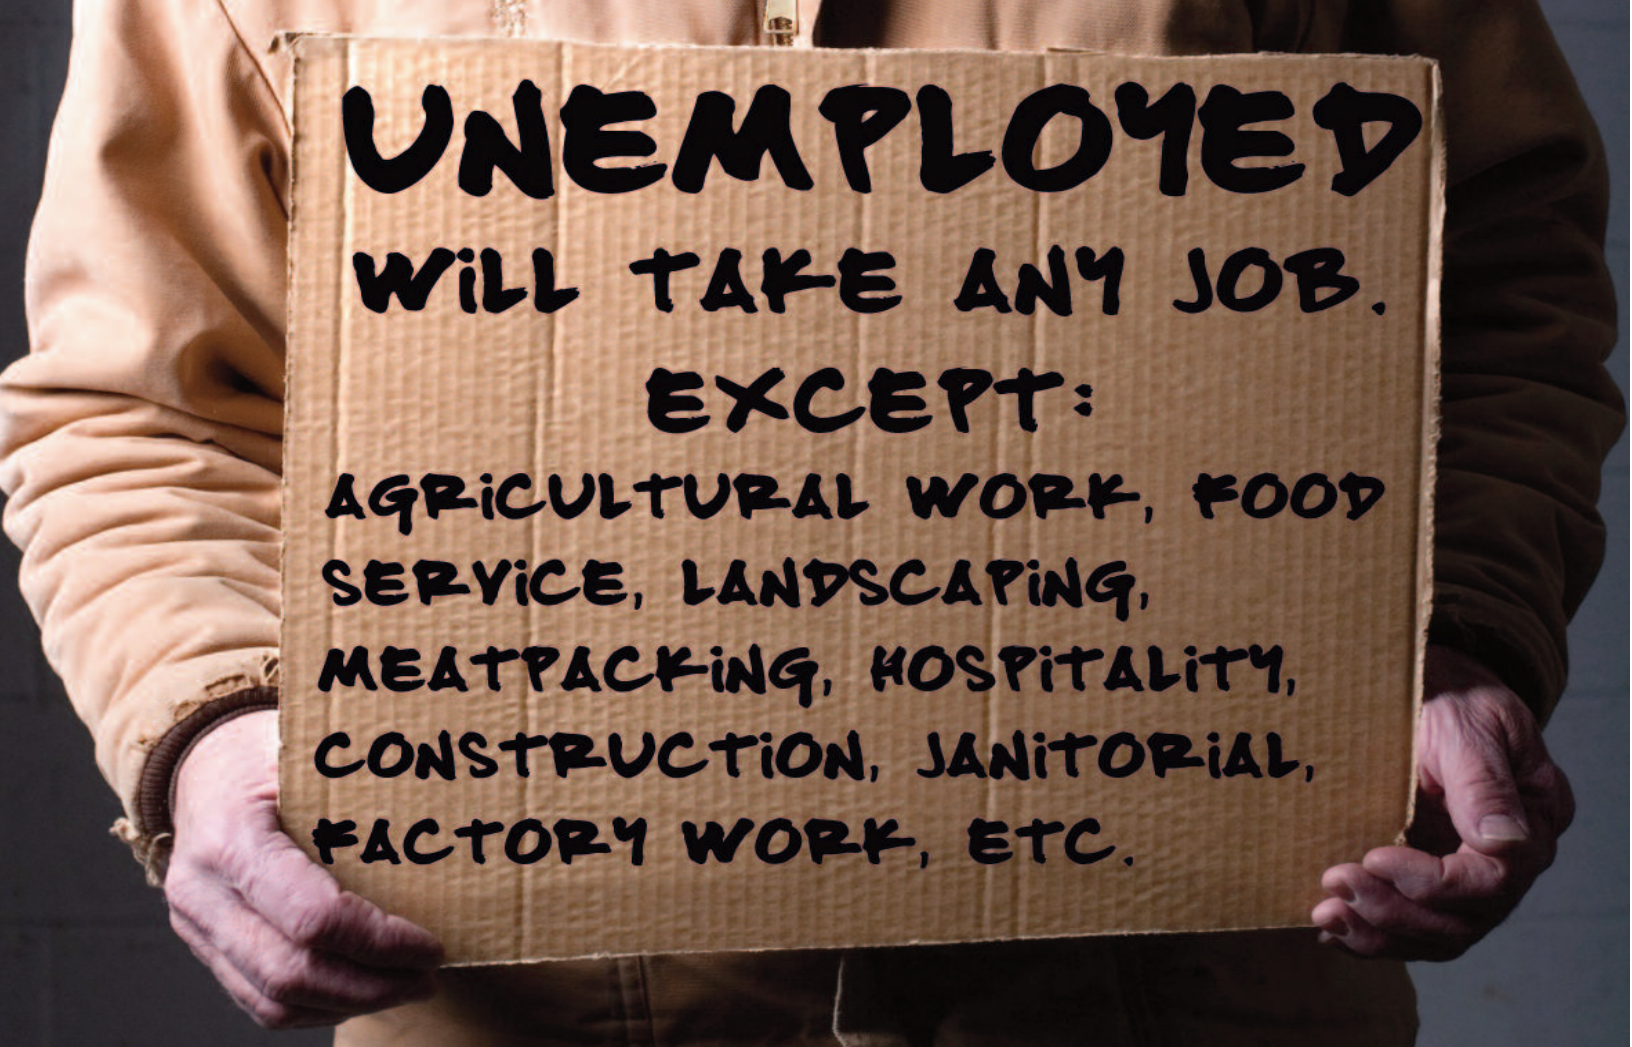 UNEMPLOYED
WiLL TAKE ANY JOB.
EXCEPT:
AGRiCULTURAL WORK, FOOD
SERViCE, LANDSCAPiNG,
MEATPACKiNG, HOSPiTALiTY,
CONSTRUCTiON, JANiTORiAL,
FACTORY WORK, ETC.